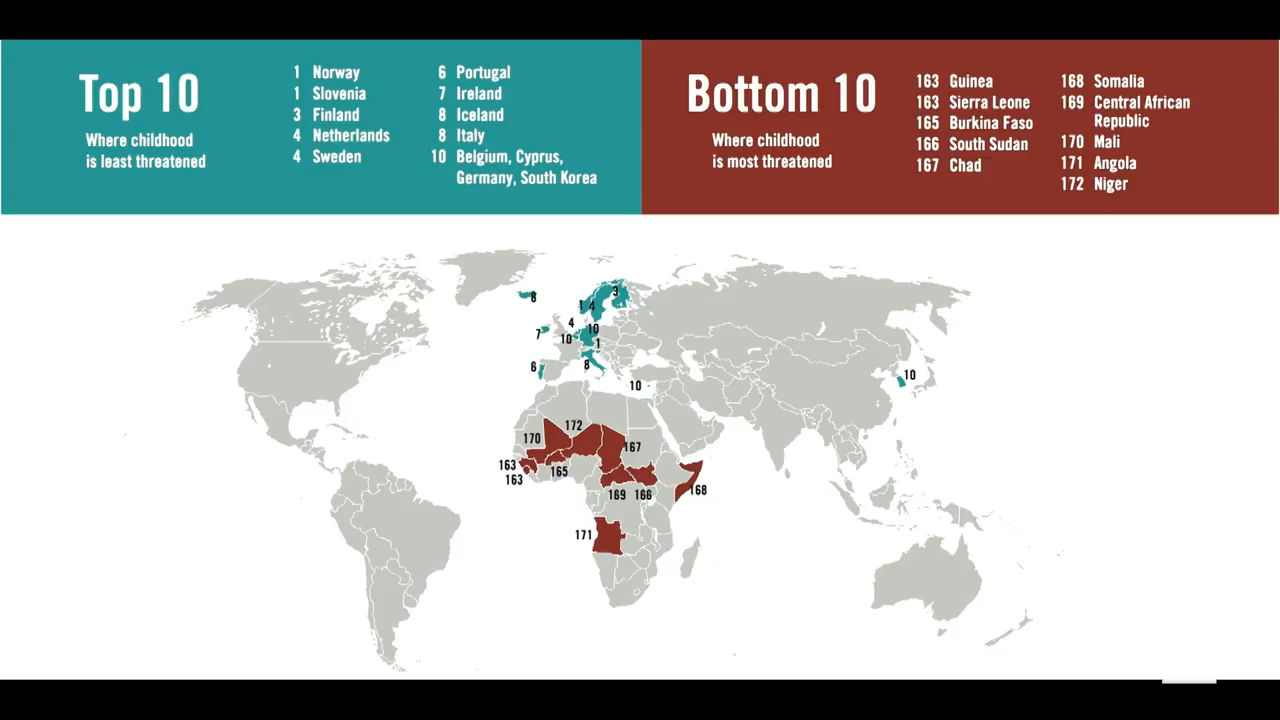 Top 10
Where childhood
is least threatened
1 Norway
1 Slovenia
3 Finland
4 Netherlands
4 Sweden
6 Portugal
7 Ireland
8 Iceland
8 Italy
10 Belgium, Cyprus,
Germany, South Korea
Bottom 10
Where childhood
is most threatened
163 Guinea
163 Sierra Leone
165 Burkina Faso
166 South Sudan
167 Chad
168 Somalia
169 Central African
Republic
170 Mali
171 Angola
172 Niger
8
1
4
3
7
4
10
10
1
6
8
10
10
170
172
167
163
163
165
169
166
168
171